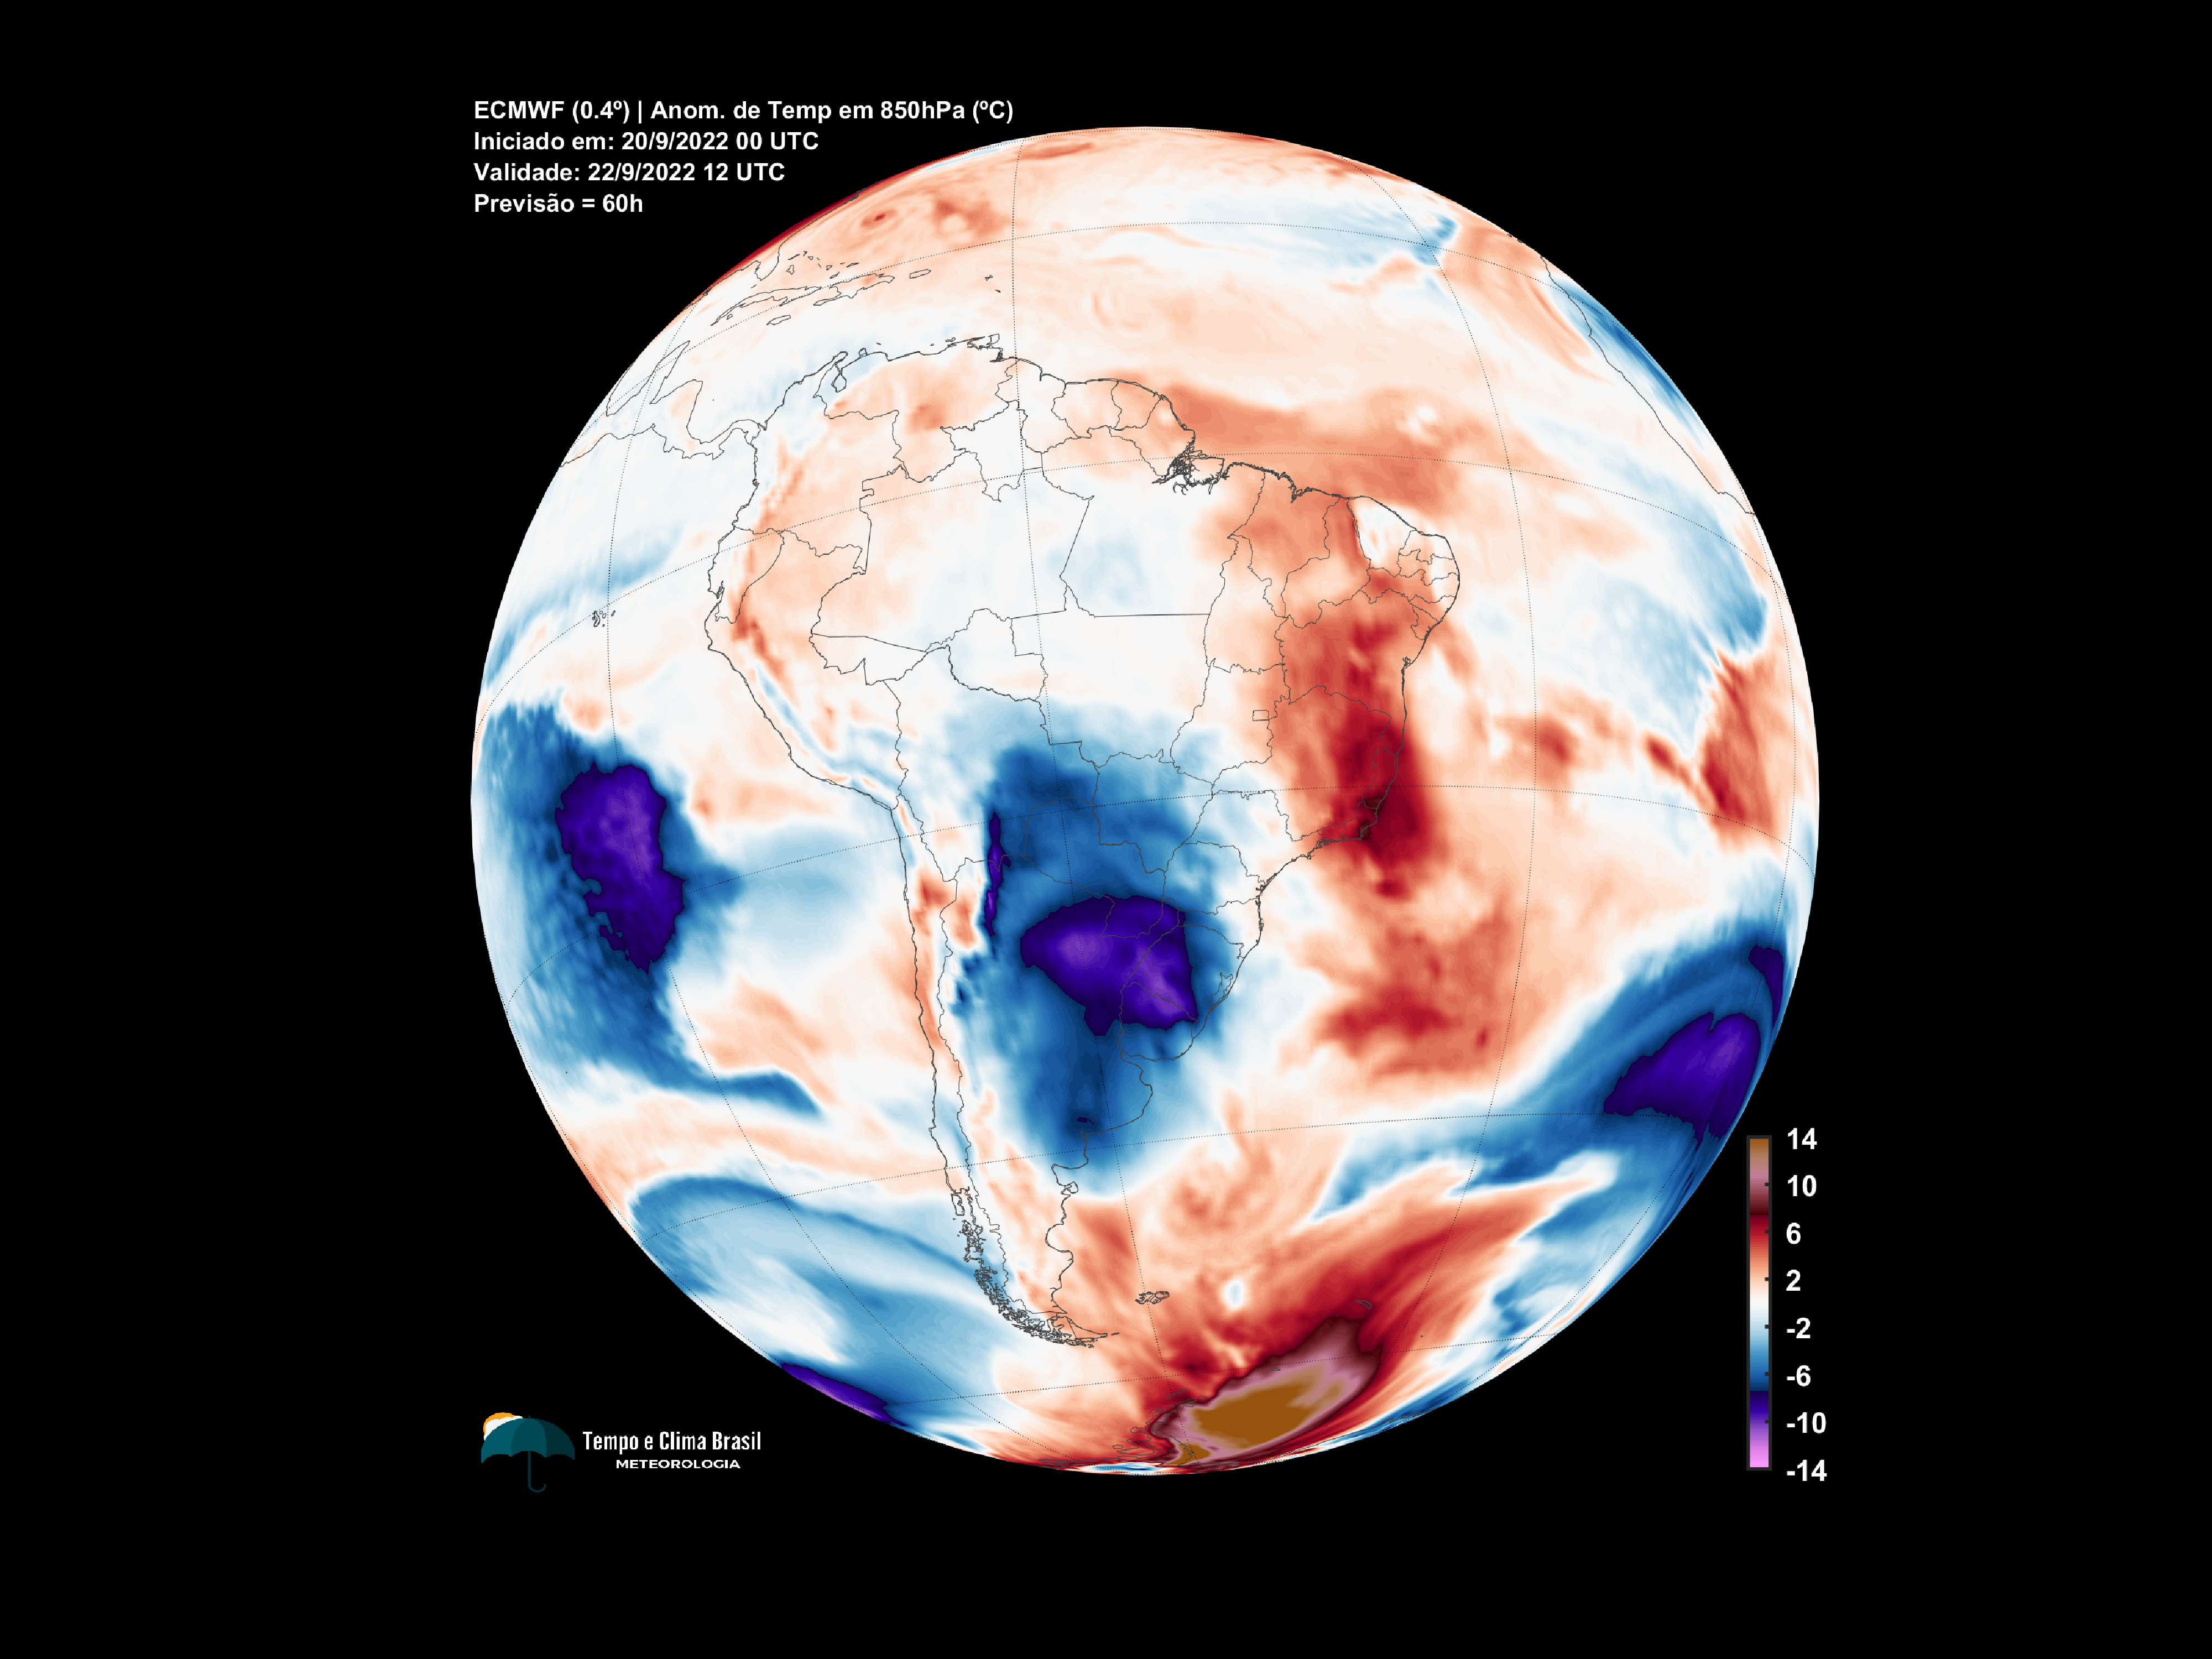 ECMWF (0.4º) | Anom. de Temp em 850hPa (ºC)
Iniciado em: 20/9/2022 00 UTC
Validade: 22/9/2022 12 UTC
Previsão = 60h
14
10
6
2
-2
-6
-10
-14
Tempo e Clima Brasil
METEOROLOGIA